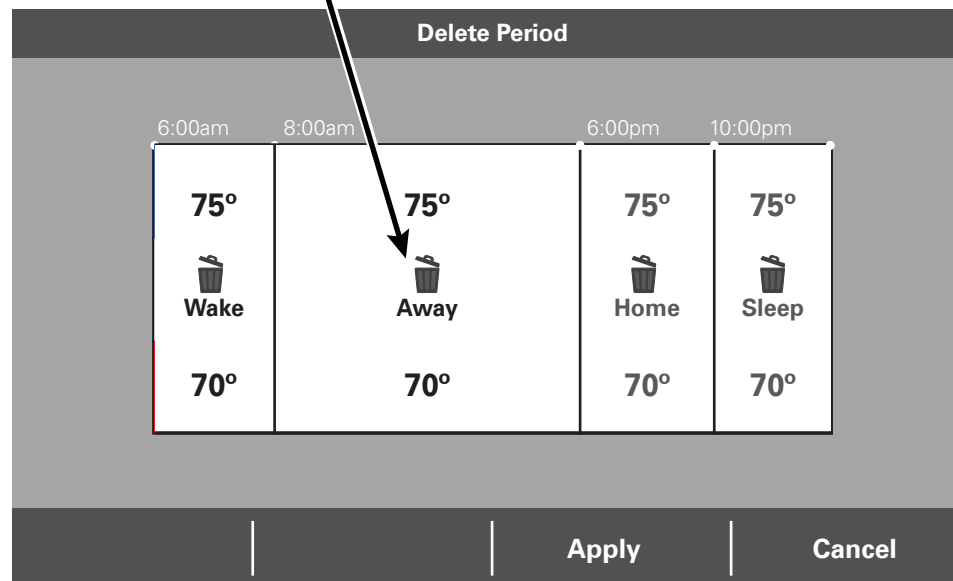 Delete Period
6:00am 8:00am 6:00pm 10:00pm
75º 75º 75º 75º
Wake Away Home Sleep
70º 70º 70º 70º
Apply Cancel